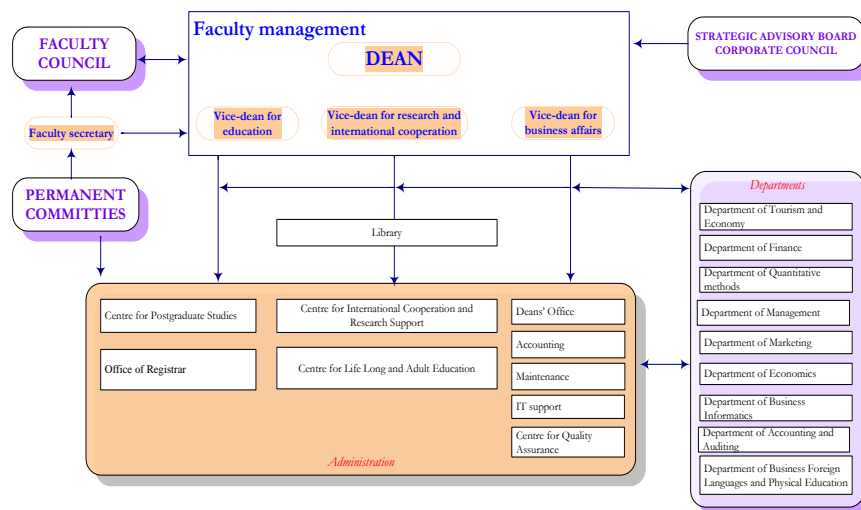 Faculty management
DEAN
FACULTY
COUNCIL
STRATEGIC ADVISORY BOARD
CORPORATE COUNCIL
Vice-dean for
education
Vice-dean for research and
international cooperation
Vice-dean for
business affairs
Faculty secretary
PERMANENT
COMMITTIES
Library
Centre for Postgraduate Studies
Office of Registrar
Centre for International Cooperation and
Research Support
Centre for Life Long and Adult Education
Deans' Office
Accounting
Maintenance
IT support
Centre for Quality
Assurance
Administration
Departments
Department of Tourism and
Economy
Department of Finance
Department of Quantitative
methods
Department of Management
Department of Marketing
Department of Economics
Department of Business
Informatics
Department of Accounting and
Auditing
Department of Business Foreign
Languages and Physical Education